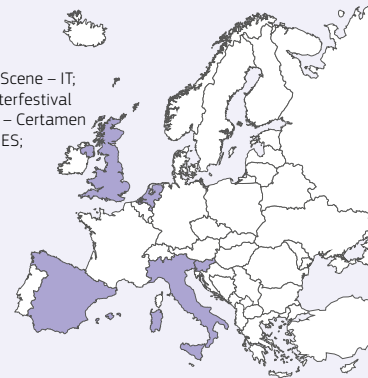 Scene – IT;
terfestival
– Certamen
ES;